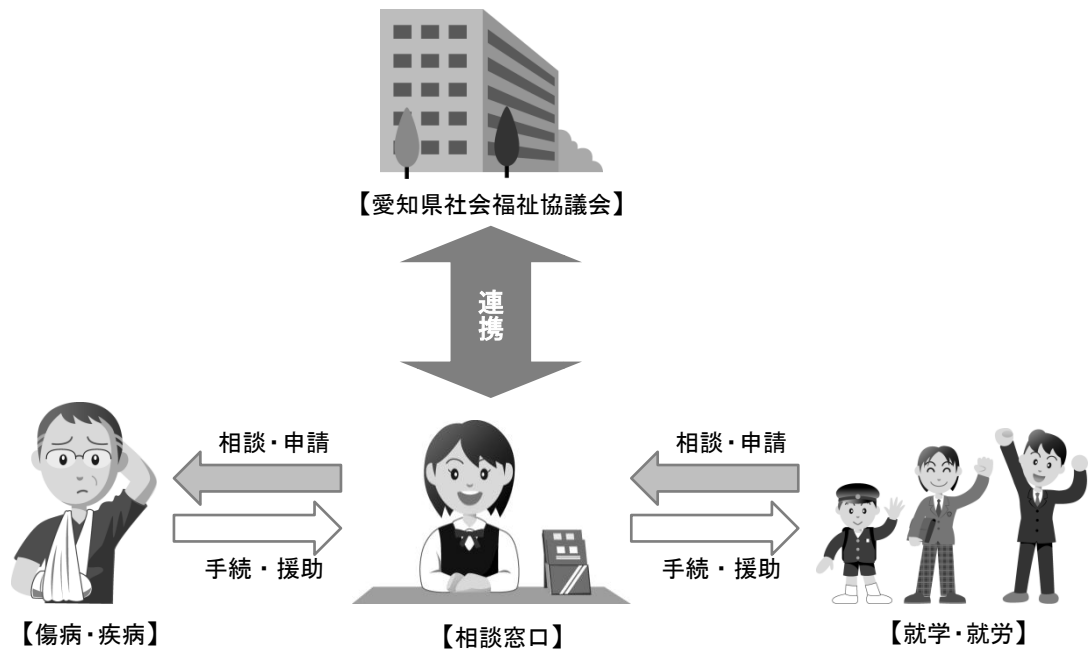 【愛知県社会福祉協議会】
連携
相談・申請
手続・援助
相談・申請
手続・援助
【傷病・疾病】
【相談窓口】
【就学・就労】